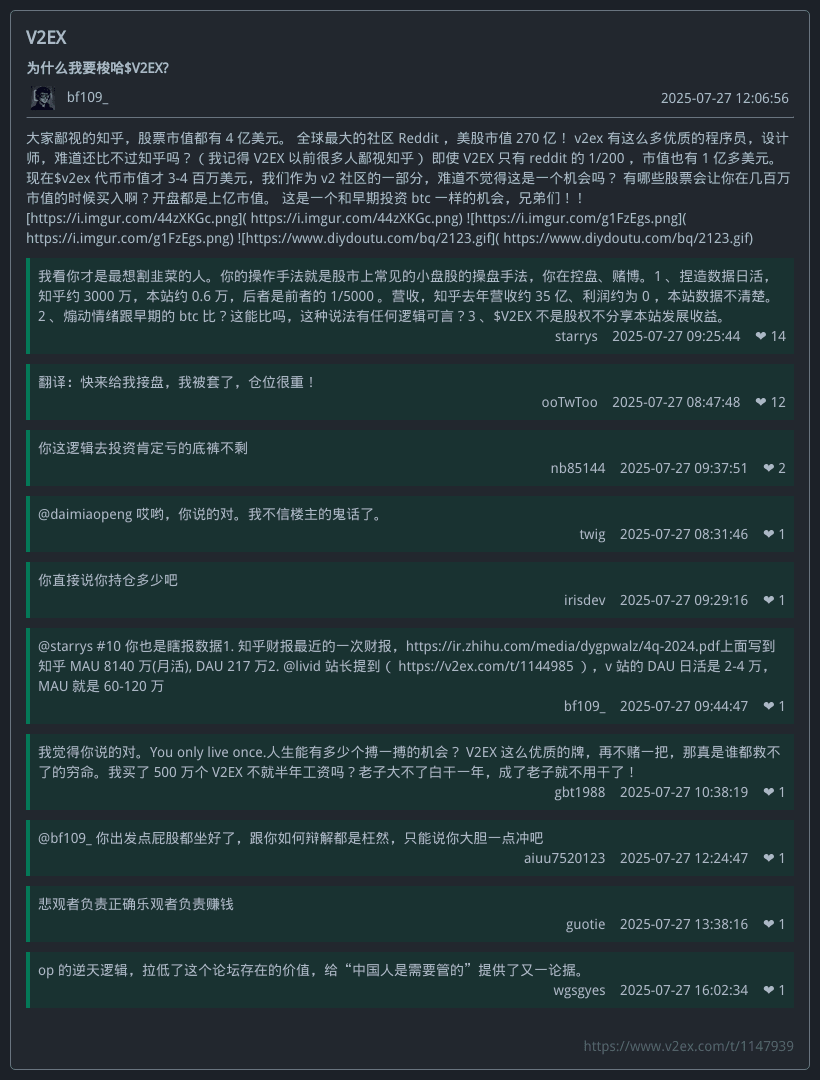 V2EX
为什么我要梭哈$V2EX?
bf109_ 2025-07-27 12:06:56
大家鄙视的知乎，股票市值都有 4 亿美元。 全球最大的社区 Reddit ，美股市值 270 亿！ v2ex 有这么多优质的程序员，设计
师，难道还比不过知乎吗？（ 我记得 V2EX 以前很多人鄙视知乎 ） 即使 V2EX 只有 reddit 的 1/200 ，市值也有 1 亿多美元。
现在$v2ex 代币市值才 3-4 百万美元，我们作为 v2 社区的一部分，难道不觉得这是一个机会吗？ 有哪些股票会让你在几百万
市值的时候买入啊？开盘都是上亿市值。 这是一个和早期投资 btc 一样的机会，兄弟们！！
[https://i.imgur.com/44zXKGc.png]( https://i.imgur.com/44zXKGc.png) ![https://i.imgur.com/g1FzEgs.png](
https://i.imgur.com/g1FzEgs.png) ![https://www.diydoutu.com/bq/2123.gif]( https://www.diydoutu.com/bq/2123.gif)
我看你才是最想割韭菜的人。你的操作手法就是股市上常见的小盘股的操盘手法，你在控盘、赌博。1 、捏造数据日活，
知乎约 3000 万，本站约 0.6 万，后者是前者的 1/5000 。营收，知乎去年营收约 35 亿、利润约为 0 ，本站数据不清楚。
2 、煽动情绪跟早期的 btc 比？这能比吗，这种说法有任何逻辑可言？3 、$V2EX 不是股权不分享本站发展收益。
starrys 2025-07-27 09:25:44 ❤ 14
翻译：快来给我接盘，我被套了，仓位很重！
ooTwToo 2025-07-27 08:47:48 ❤ 12
你这逻辑去投资肯定亏的底裤不剩
nb85144 2025-07-27 09:37:51 ❤ 2
@daimiaopeng 哎哟，你说的对。我不信楼主的鬼话了。
twig 2025-07-27 08:31:46 ❤ 1
你直接说你持仓多少吧
irisdev 2025-07-27 09:29:16 ❤ 1
@starrys #10 你也是瞎报数据1. 知乎财报最近的一次财报，https://ir.zhihu.com/media/dygpwalz/4q-2024.pdf上面写到
知乎 MAU 8140 万(月活), DAU 217 万2. @livid 站长提到（ https://v2ex.com/t/1144985 ），v 站的 DAU 日活是 2-4 万，
MAU 就是 60-120 万
bf109_ 2025-07-27 09:44:47 ❤ 1
我觉得你说的对。You only live once.人生能有多少个搏一搏的机会？ V2EX 这么优质的牌，再不赌一把，那真是谁都救不
了的穷命。我买了 500 万个 V2EX 不就半年工资吗？老子大不了白干一年，成了老子就不用干了！
gbt1988 2025-07-27 10:38:19 ❤ 1
@bf109_ 你出发点屁股都坐好了，跟你如何辩解都是枉然，只能说你大胆一点冲吧
aiuu7520123 2025-07-27 12:24:47 ❤ 1
悲观者负责正确乐观者负责赚钱
guotie 2025-07-27 13:38:16 ❤ 1
op 的逆天逻辑，拉低了这个论坛存在的价值，给“中国人是需要管的”提供了又一论据。
wgsgyes 2025-07-27 16:02:34 ❤ 1
https://www.v2ex.com/t/1147939